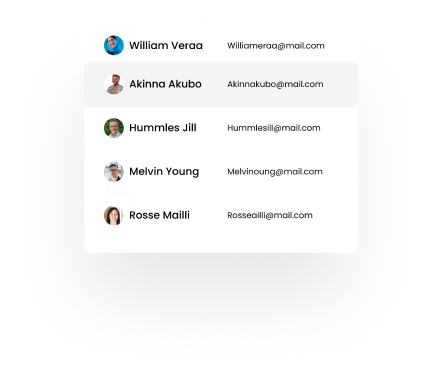 William Veraa Williameraa@mail.com
Akinna Akubo Akinnakubo@mail.com
Hummles Jill Hummlesill@mail.com
Melvin Young Melvinoung@mail.com
Rosse Mailli Rosseailli@mail.com